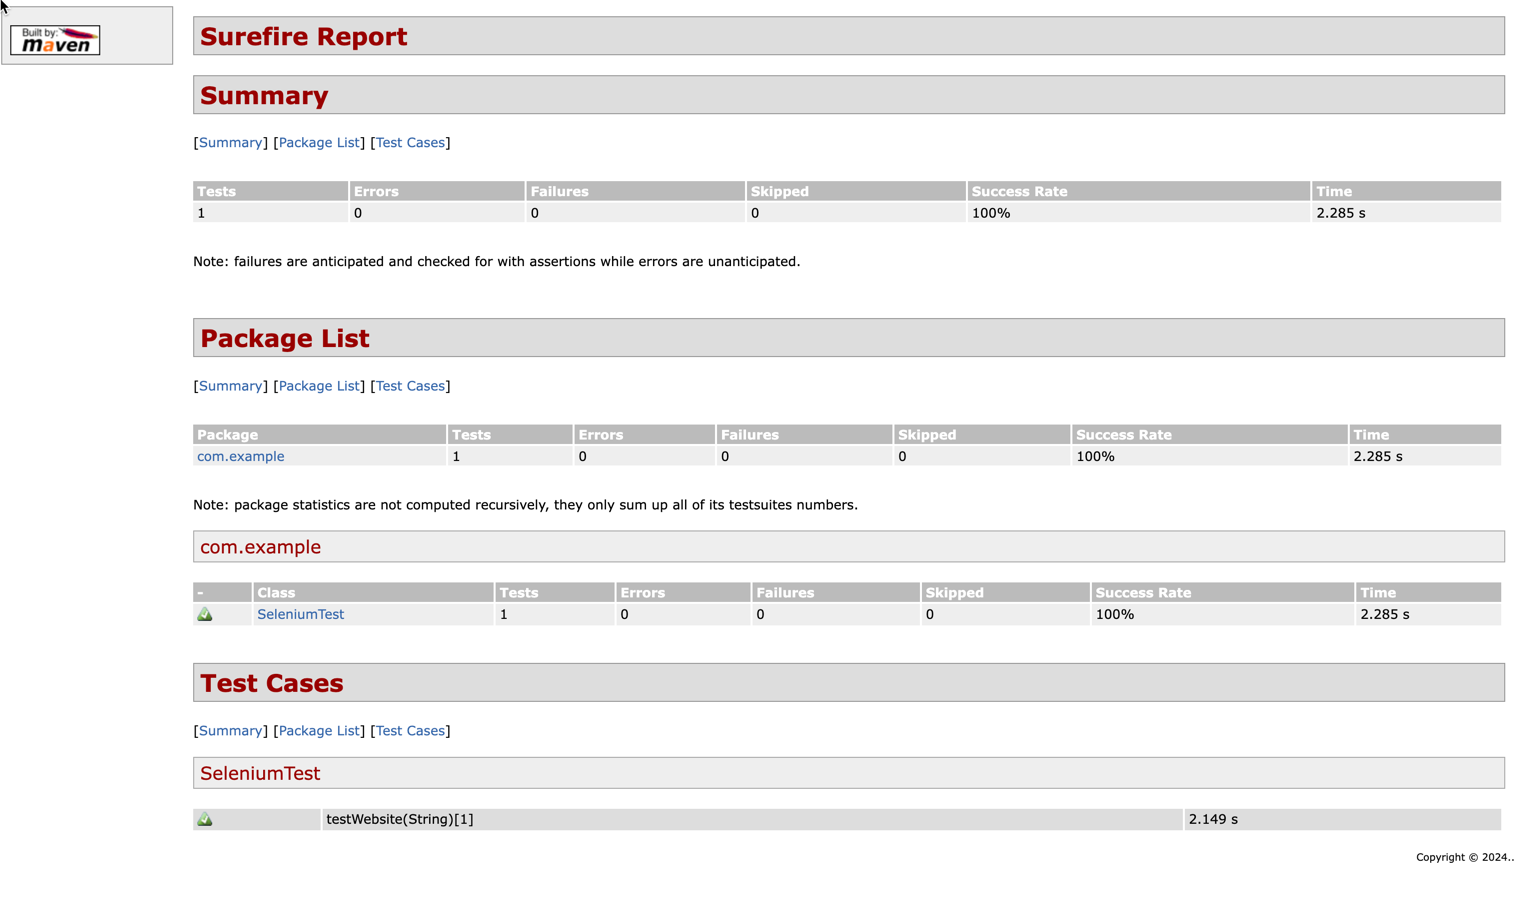 Built by:
maven
Surefire Report
Summary
[Summary] [Package List] [Test Cases]
Tests Errors Failures Skipped Success Rate Time
1 0 0 0 100% 2.285 s
Note: failures are anticipated and checked for with assertions while errors are unanticipated.
Package List
[Summary] [Package List] [Test Cases]
Package Tests Errors Failures Skipped Success Rate Time
com.example 1 0 0 0 100% 2.285 s
Note: package statistics are not computed recursively, they only sum up all of its testsuites numbers.
com.example
- Class Tests Errors Failures Skipped Success Rate Time
SeleniumTest 1 0 0 0 100% 2.285 s
Test Cases
[Summary] [Package List] [Test Cases]
SeleniumTest
testWebsite(String)[1] 2.149 s
Copyright © 2024..